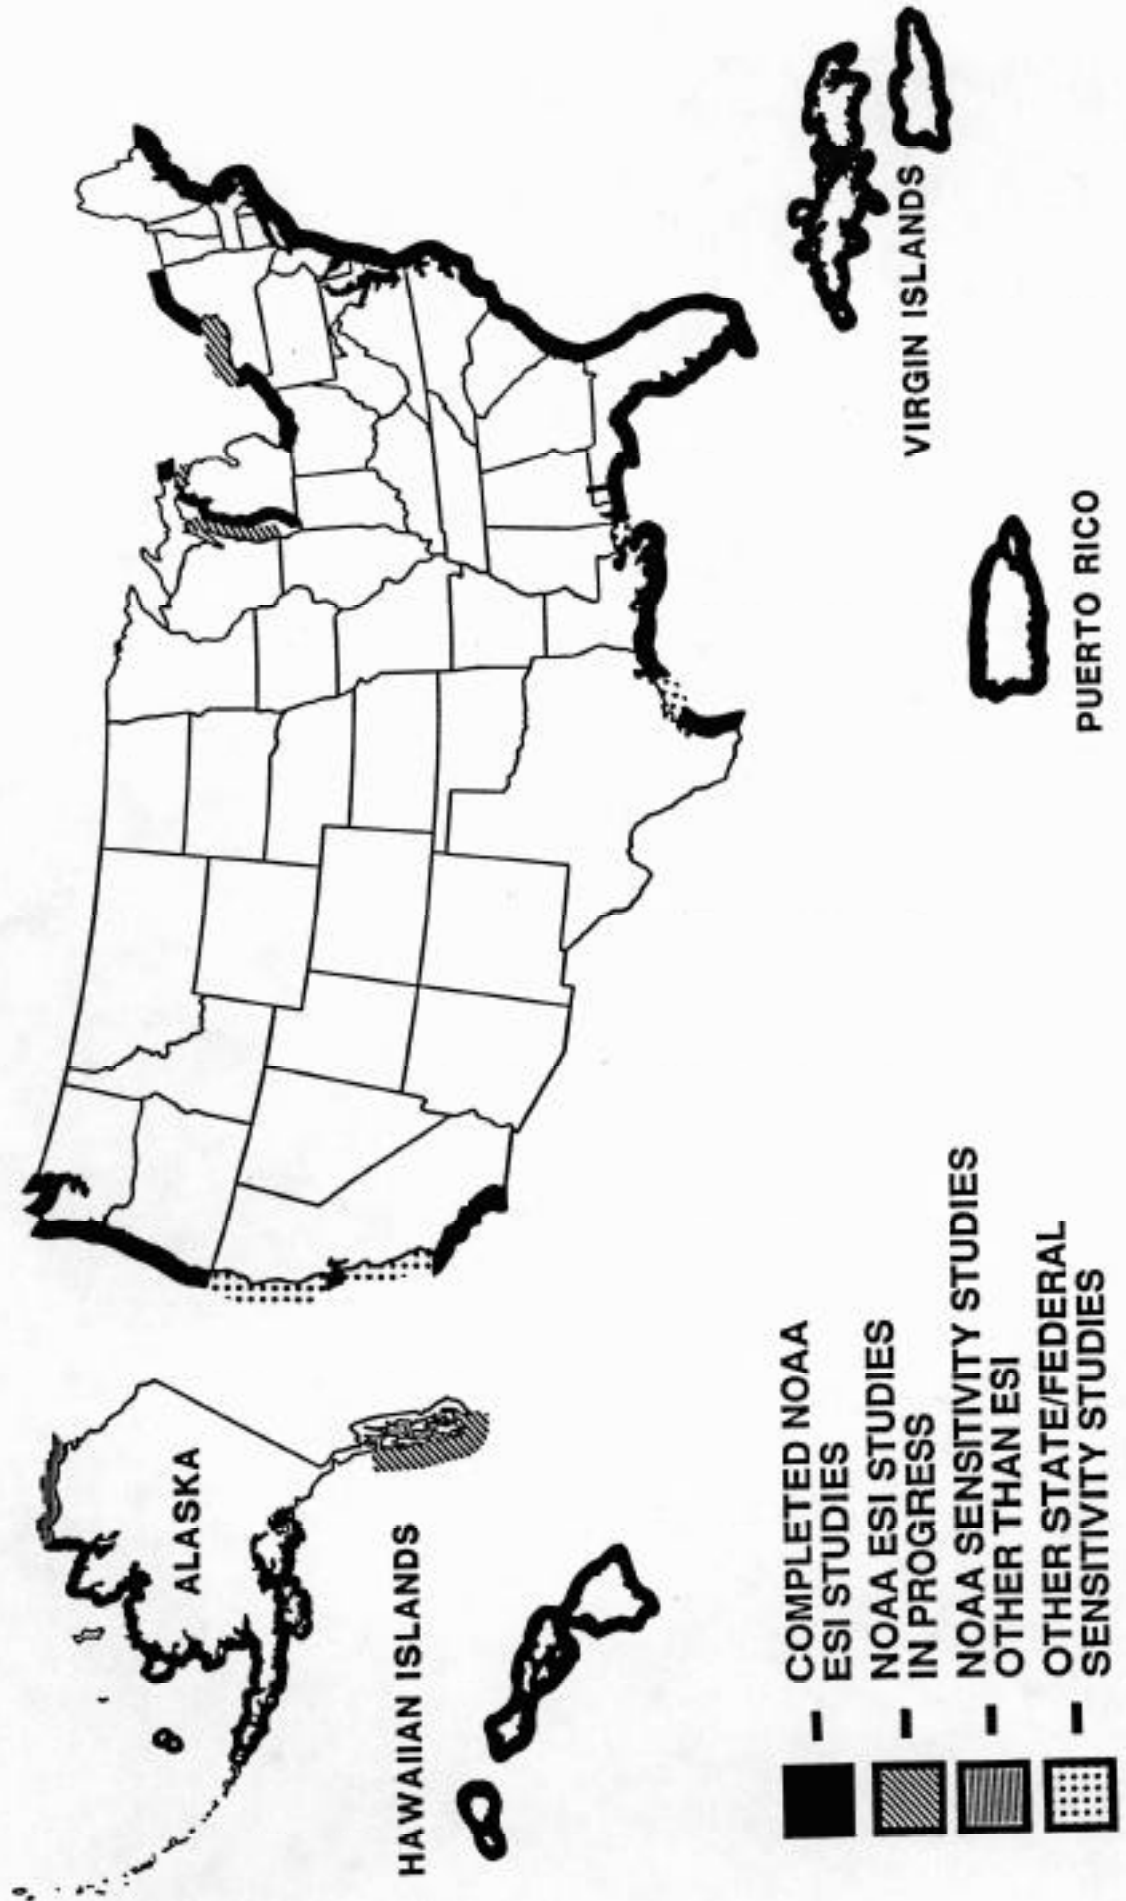 ALASKA
HAWAIIAN ISLANDS
VIRGIN ISLANDS
PUERTO RICO
- COMPLETED NOAA
ESI STUDIES
- NOAA ESI STUDIES
IN PROGRESS
- NOAA SENSITIVITY STUDIES
OTHER THAN ESI
- OTHER STATE/FEDERAL
SENSITIVITY STUDIES